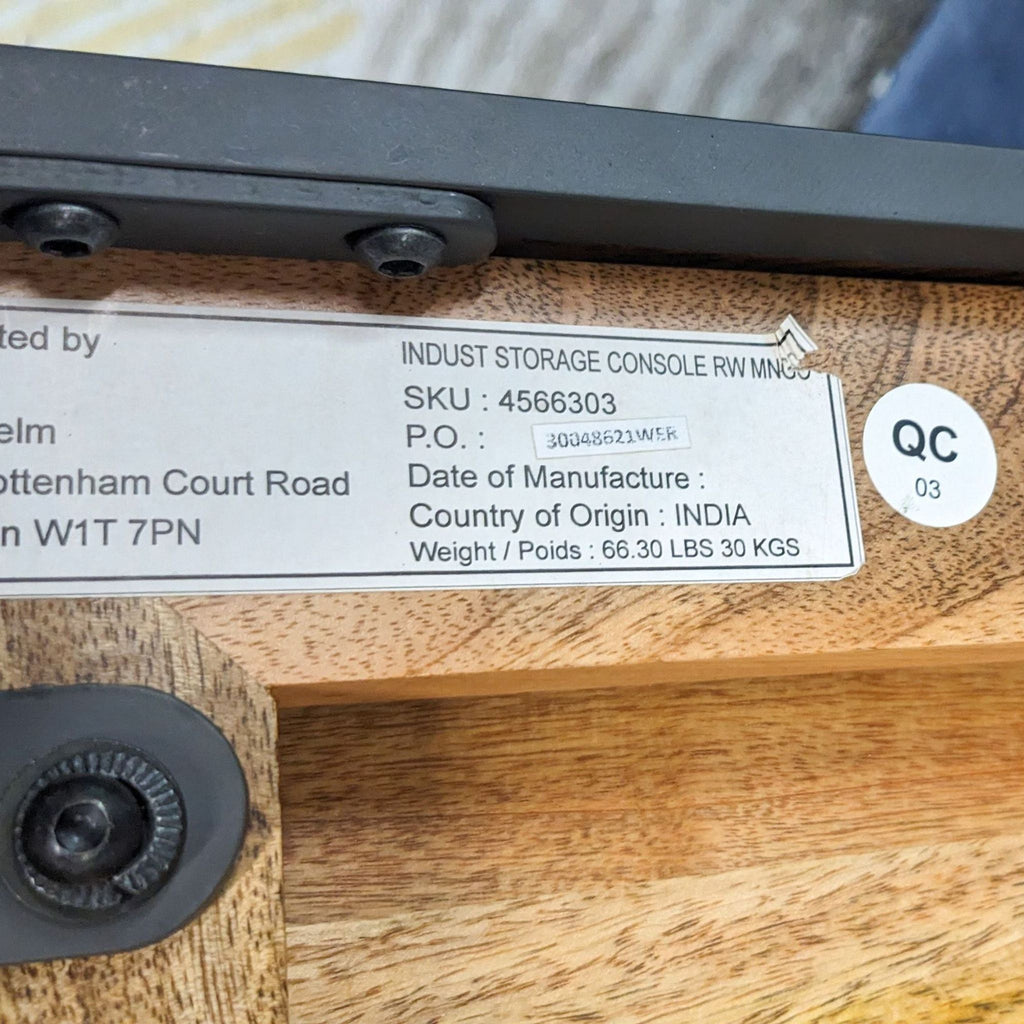 ted by
elm
ottenham Court Road
n W1T 7PN
INDUST STORAGE CONSOLE RW MNGO
SKU : 4566303
P.O. : 30048621WER
Date of Manufacture :
Country of Origin : INDIA
Weight / Poids : 66.30 LBS 30 KGS
QC
03